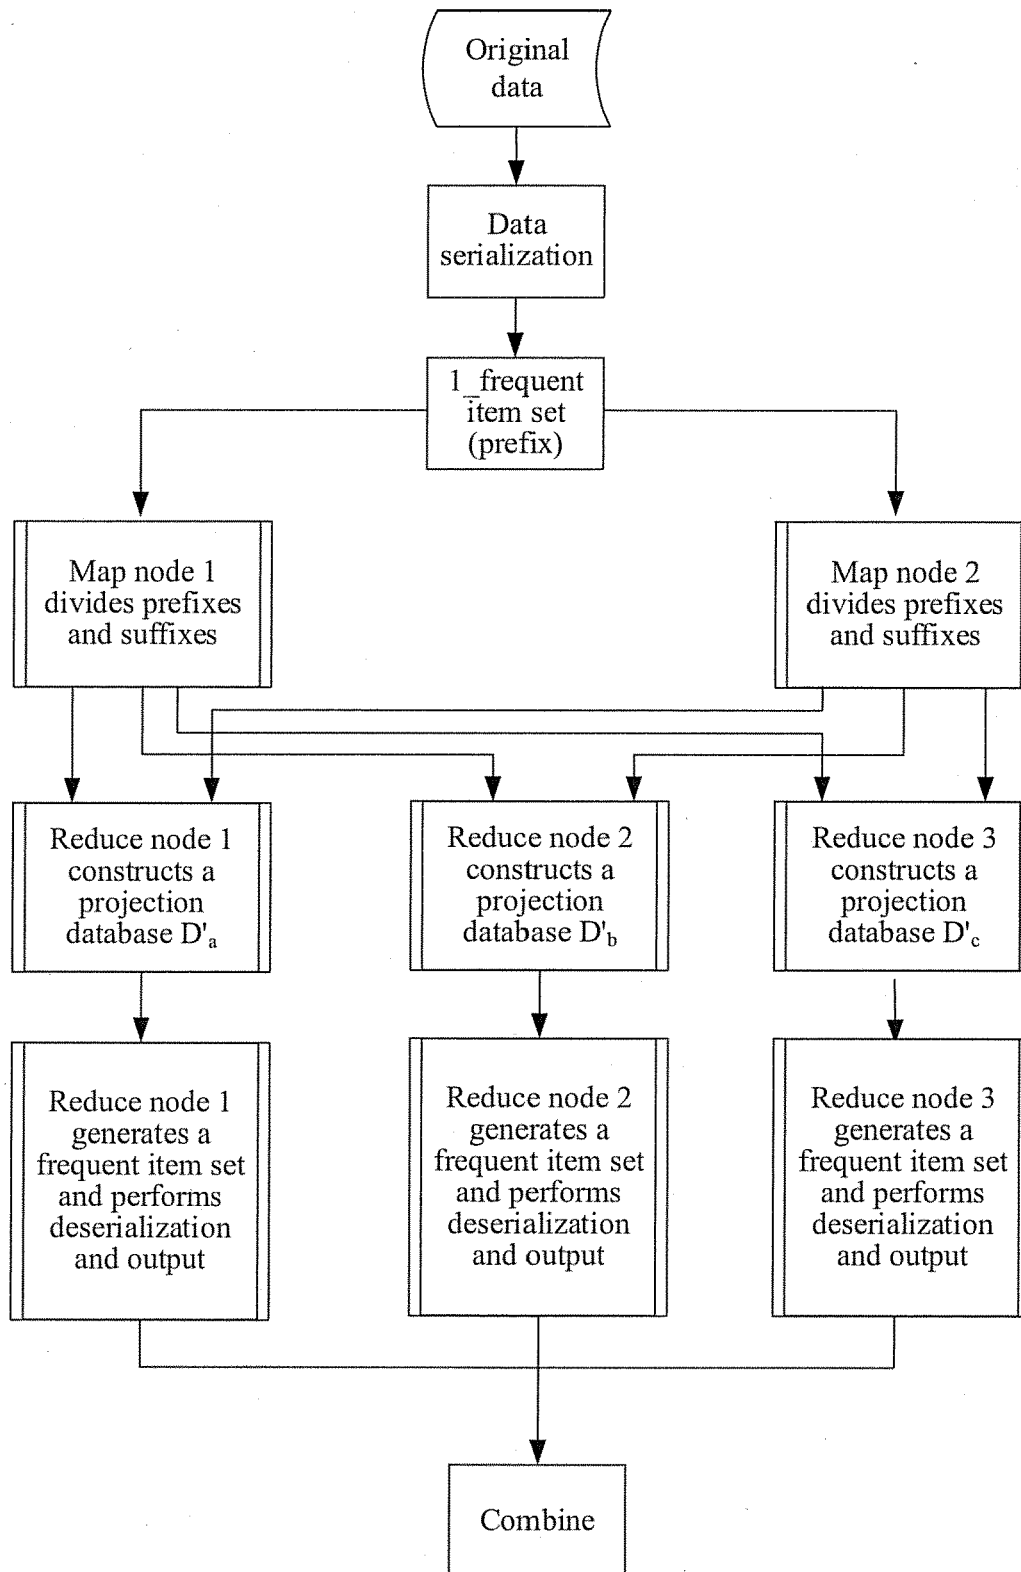 Original
data
Data
serialization
1_frequent
item set
(prefix)
Map node 1
divides prefixes
and suffixes
Map node 2
divides prefixes
and suffixes
Reduce node 1
constructs a
projection
database D'a
Reduce node 2
constructs a
projection
database D'b
Reduce node 3
constructs a
projection
database D'c
Reduce node 1
generates a
frequent item set
and performs
deserialization
and output
Reduce node 2
generates a
frequent item set
and performs
deserialization
and output
Reduce node 3
generates a
frequent item set
and performs
deserialization
and output
Combine